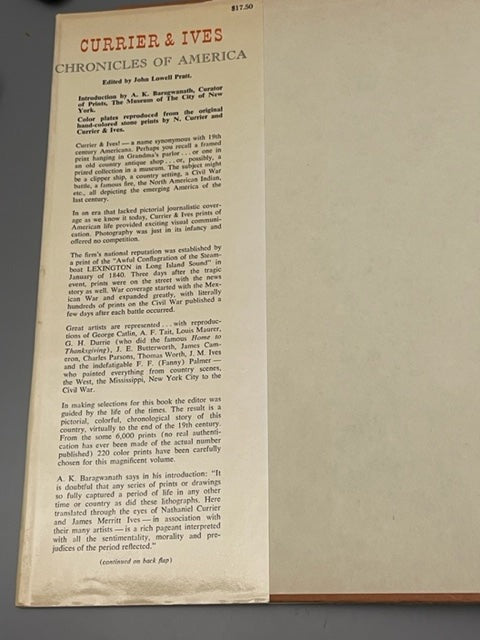 $17.50
CURRIER & IVES
CHRONICLES OF AMERICA
Edited by John Lowell Pratt.
Introduction by A. K. Baragwanath, Curator
of Prints, The Museum of The City of New
York.
Color plates reproduced from the original
hand-colored stone prints by N. Currier and
Currier & Ives.
Currier & Ives! — a name synonymous with 19th
century Americana. Perhaps you recall a framed
print hanging in Grandma's parlor . . . or one in
an old country antique shop . . . or, possibly, a
prized collection in a museum. The subject might
be a clipper ship, a country setting, a Civil War
battle, a famous fire, the North American Indian,
etc., all depicting the emerging America of the
last century.
In an era that lacked pictorial journalistic cover-
age as we know it today, Currier & Ives prints of
American life provided exciting visual communi-
cation. Photography was just in its infancy and
offered no competition.
The firm's national reputation was established by
a print of the "Awful Conflagration of the Steam-
boat LEXINGTON in Long Island Sound" in
January of 1840. Three days after the tragic
event, prints were on the street with the news
story as well. War coverage started with the Mex-
ican War and expanded greatly, with literally
hundreds of prints on the Civil War published a
few days after each battle occurred.
Great artists are represented . . . with reproduc-
tions of George Catlin, A. F. Tait, Louis Maurer,
G. H. Durrie (who did the famous Home to
Thanksgiving), J. E. Butterworth, James Cam-
eron, Charles Parsons, Thomas Worth, J. M. Ives
and the indefatigable F. F. (Fanny) Palmer —
who painted everything from country scenes,
the West, the Mississippi, New York City to the
Civil War.
In making selections for this book the editor was
guided by the life of the times. The result is a
pictorial, colorful, chronological story of this
country, virtually to the end of the 19th century.
From the some 6,000 prints (no real authenti-
cation has ever been made of the actual number
published) 220 color prints have been carefully
chosen for this magnificent volume.
A. K. Baragwanath says in his introduction: "It
is doubtful that any series of prints or drawings
so fully captured a period of life in any other
time or country as did these lithographs. Here
translated through the eyes of Nathaniel Currier
and James Merritt Ives — in association with
their many artists — is a rich pageant interpreted
with all the sentimentality, morality and pre-
judices of the period reflected."
(continued on back flap)